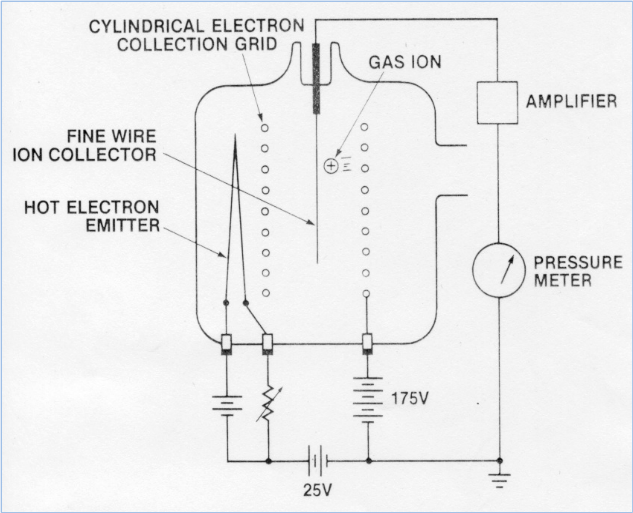 CYLINDRICAL ELECTRON
COLLECTION GRID
GAS ION
AMPLIFIER
FINE WIRE
ION COLLECTOR
HOT ELECTRON
EMITTER
PRESSURE
METER
175V
25V